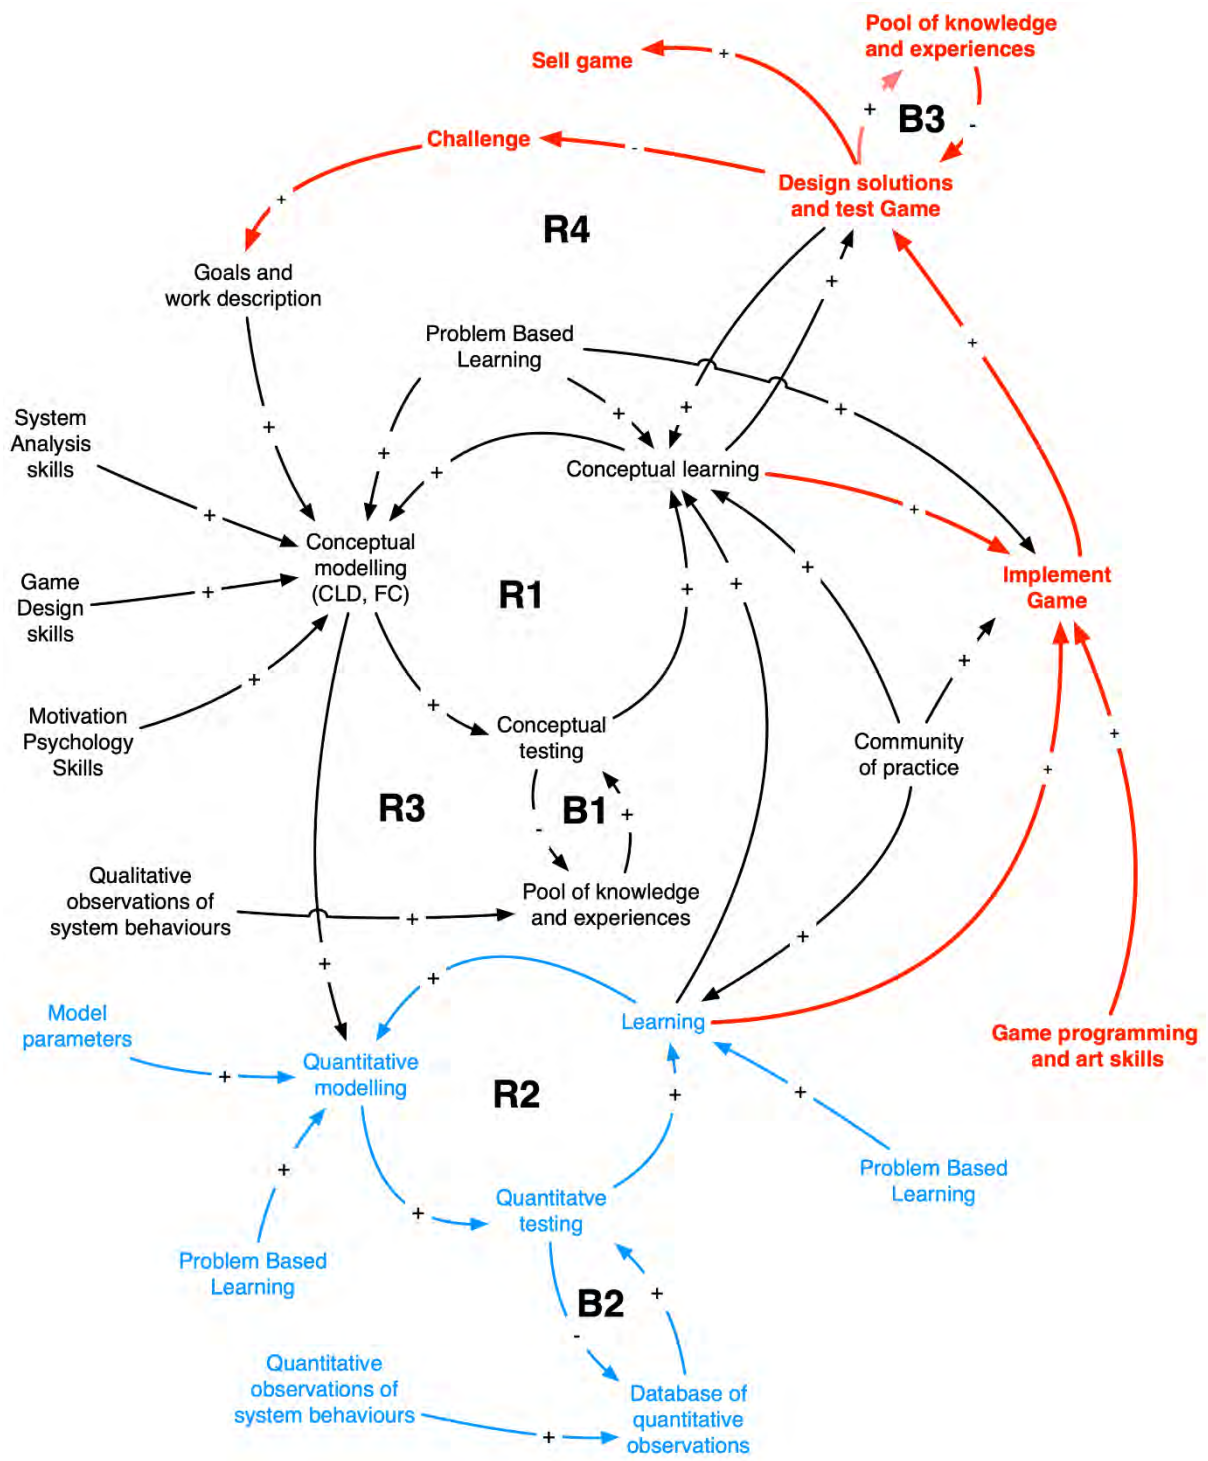 Pool of knowledge
and experiences
Sell game
+
+
B3
-
Challenge
-
Design solutions
and test Game
+
R4
Goals and
work description
+
Problem Based
Learning
+
System
Analysis
skills
+
+
+
+
+
+
Conceptual learning
+
+
Conceptual
modelling
(CLD, FC)
Game
Design
skills
+
R1
+
+
+
Implement
Game
+
+
Motivation
Psychology
Skills
+
Conceptual
testing
Community
of practice
+
+
R3
B1
+
-
Qualitative
observations of
system behaviours
+
Pool of knowledge
and experiences
+
+
+
Model
parameters
Learning
Game programming
and art skills
+
Quantitative
modelling
R2
+
+
+
Problem Based
Learning
Quantitatve
testing
+
Problem Based
Learning
B2
+
-
Quantitative
observations of
system behaviours
+
Database of
quantitative
observations